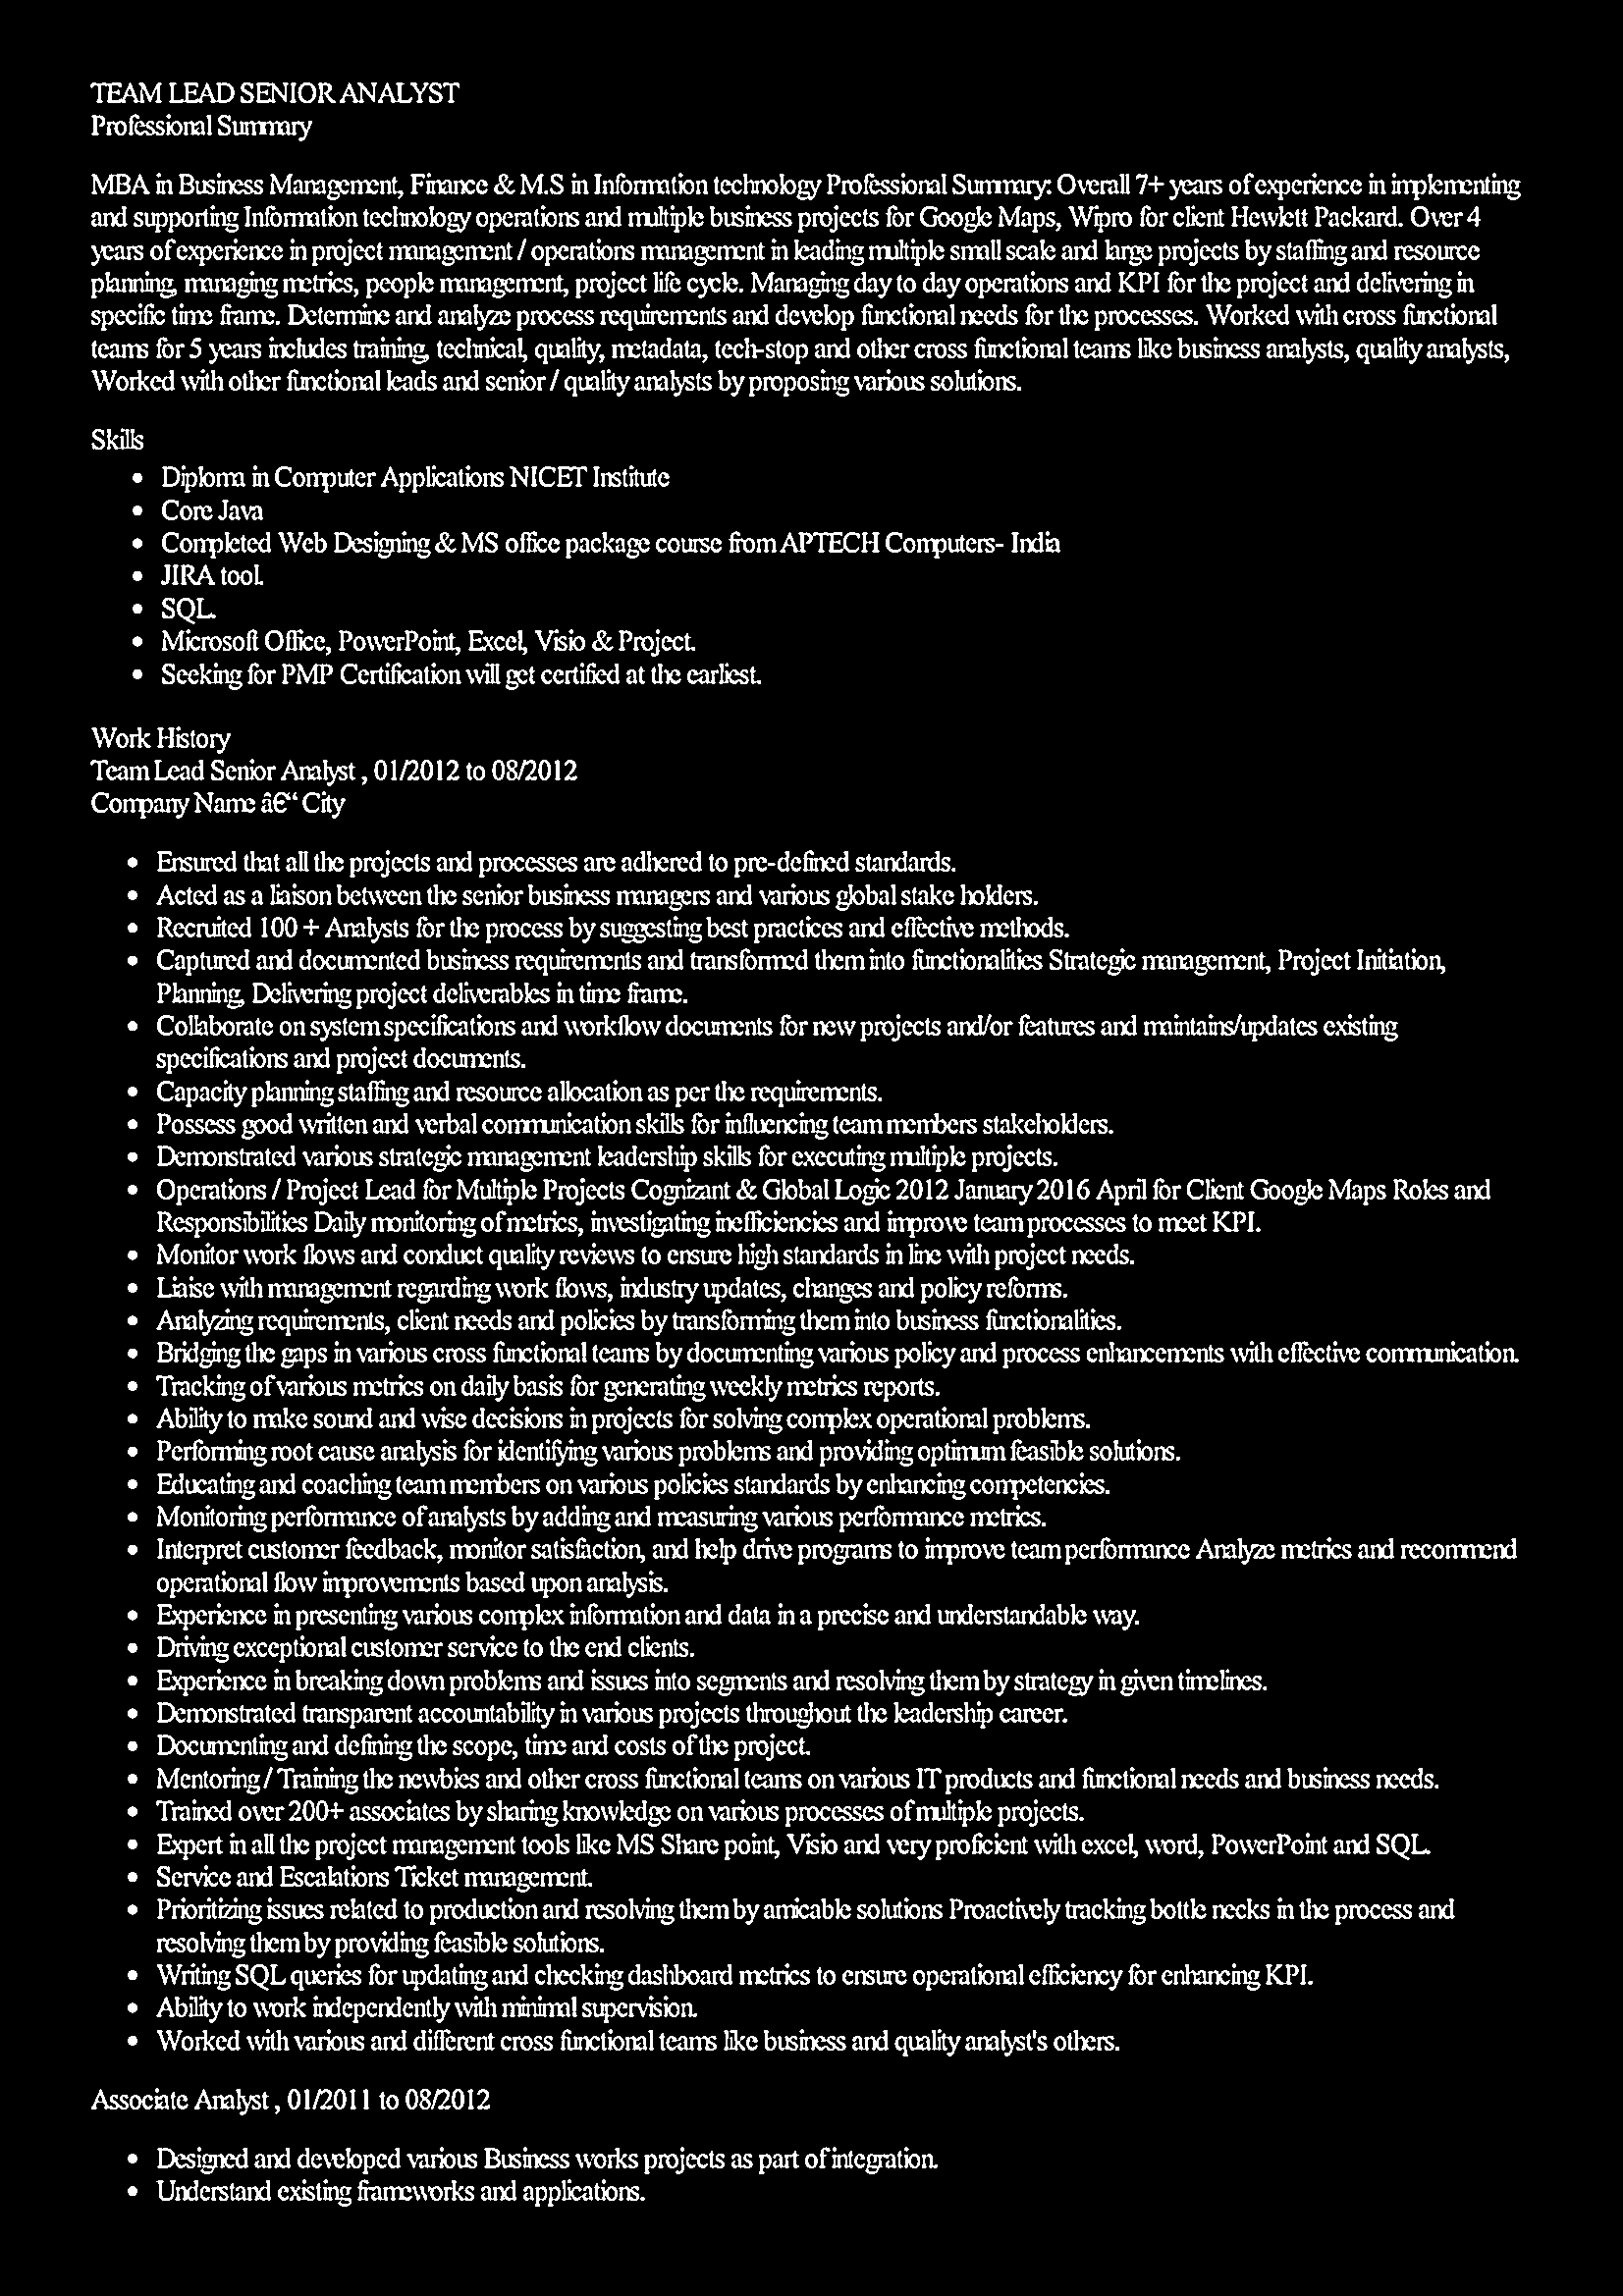 TEAM LEAD SENIOR ANALYST
Professional Summary
MBA in Business Management, Finance & M.S in Information technology Professional Summary: Overall 7+ years of experience in implementing
and supporting Information technology operations and multiple business projects for Google Maps, Wipro for client Hewlett Packard. Over 4
years of experience in project management / operations management in leading multiple small scale and large projects by staffing and resource
planning, managing metrics, people management, project life cycle. Managing day to day operations and KPI for the project and delivering in
specific time frame. Determine and analyze process requirements and develop functional needs for the processes. Worked with cross functional
teams for 5 years includes training, technical, quality, metadata, tech-stop and other cross functional teams like business analysts, quality analysts,
Worked with other functional leads and senior / quality analysts by proposing various solutions.
Skills
• Diploma in Computer Applications NICET Institute
• Core Java
• Completed Web Designing & MS office package course from APTECH Computers- India
• JIRA tool.
• SQL.
• Microsoft Office, PowerPoint, Excel, Visio & Project.
• Seeking for PMP Certification will get certified at the earliest.
Work History
Team Lead Senior Analyst , 01/2012 to 08/2012
Company Name â€“ City
• Ensured that all the projects and processes are adhered to pre-defined standards.
• Acted as a liaison between the senior business managers and various global stake holders.
• Recruited 100 + Analysts for the process by suggesting best practices and effective methods.
• Captured and documented business requirements and transformed them into functionalities Strategic management, Project Initiation,
Planning, Delivering project deliverables in time frame.
• Collaborate on system specifications and workflow documents for new projects and/or features and maintains/updates existing
specifications and project documents.
• Capacity planning staffing and resource allocation as per the requirements.
• Possess good written and verbal communication skills for influencing team members stakeholders.
• Demonstrated various strategic management leadership skills for executing multiple projects.
• Operations / Project Lead for Multiple Projects Cognizant & Global Logic 2012 January 2016 April for Client Google Maps Roles and
Responsibilities Daily monitoring of metrics, investigating inefficiencies and improve team processes to meet KPI.
• Monitor work flows and conduct quality reviews to ensure high standards in line with project needs.
• Liaise with management regarding work flows, industry updates, changes and policy reforms.
• Analyzing requirements, client needs and policies by transforming them into business functionalities.
• Bridging the gaps in various cross functional teams by documenting various policy and process enhancements with effective communication.
• Tracking of various metrics on daily basis for generating weekly metrics reports.
• Ability to make sound and wise decisions in projects for solving complex operational problems.
• Performing root cause analysis for identifying various problems and providing optimum feasible solutions.
• Educating and coaching team members on various policies standards by enhancing competencies.
• Monitoring performance of analysts by adding and measuring various performance metrics.
• Interpret customer feedback, monitor satisfaction, and help drive programs to improve team performance Analyze metrics and recommend
operational flow improvements based upon analysis.
• Experience in presenting various complex information and data in a precise and understandable way.
• Driving exceptional customer service to the end clients.
• Experience in breaking down problems and issues into segments and resolving them by strategy in given timelines.
• Demonstrated transparent accountability in various projects throughout the leadership career.
• Documenting and defining the scope, time and costs of the project.
• Mentoring / Training the newbies and other cross functional teams on various IT products and functional needs and business needs.
• Trained over 200+ associates by sharing knowledge on various processes of multiple projects.
• Expert in all the project management tools like MS Share point, Visio and very proficient with excel, word, PowerPoint and SQL.
• Service and Escalations Ticket management.
• Prioritizing issues related to production and resolving them by amicable solutions Proactively tracking bottle necks in the process and
resolving them by providing feasible solutions.
• Writing SQL queries for updating and checking dashboard metrics to ensure operational efficiency for enhancing KPI.
• Ability to work independently with minimal supervision.
• Worked with various and different cross functional teams like business and quality analyst's others.
Associate Analyst , 01/2011 to 08/2012
• Designed and developed various Business works projects as part of integration.
• Understand existing frameworks and applications.